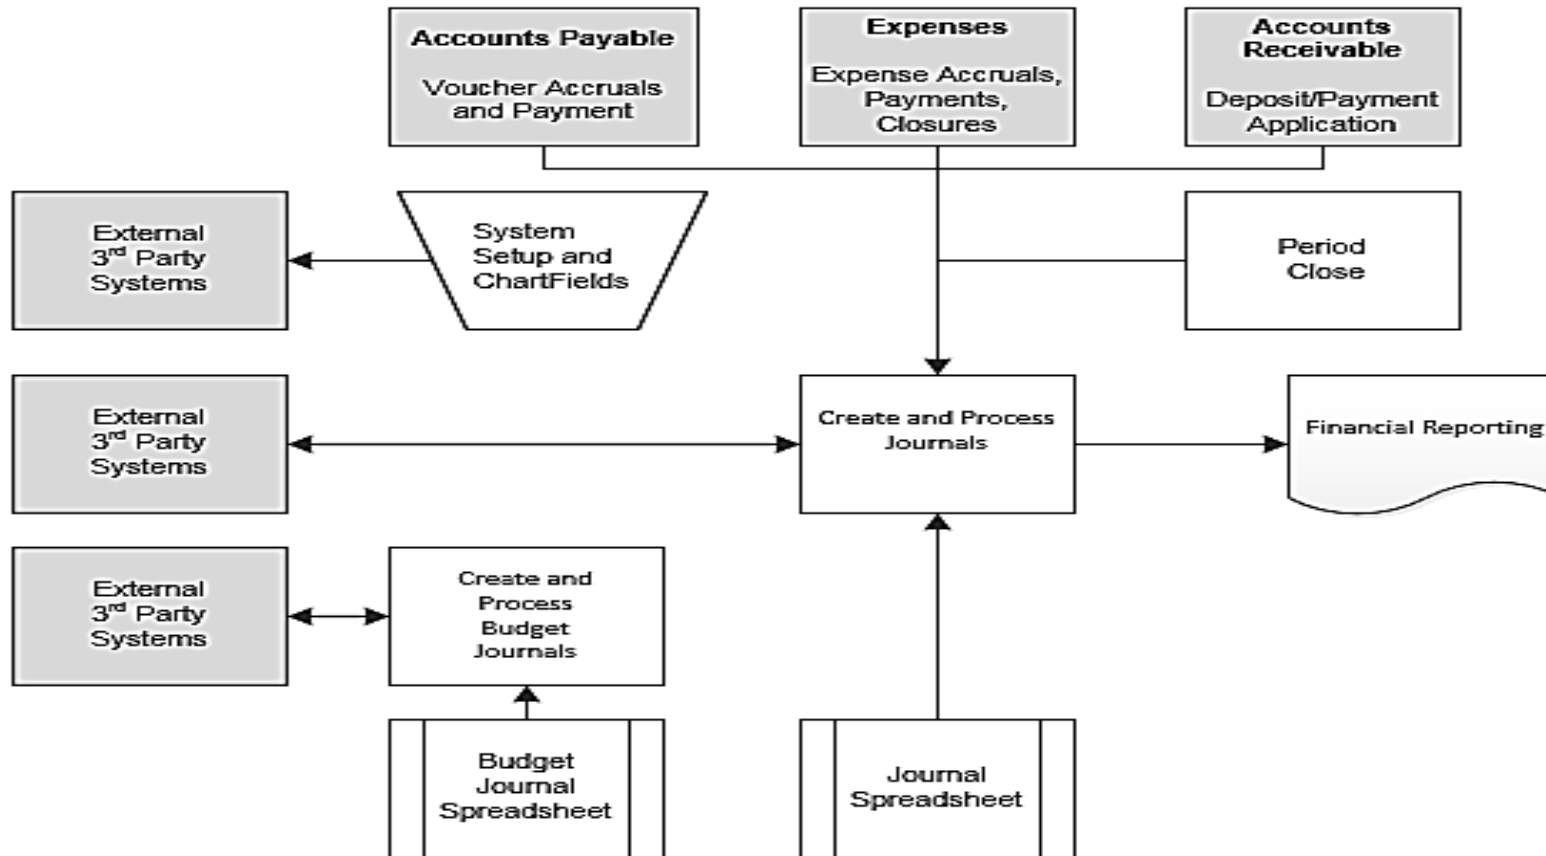 Accounts Payable
Voucher Accruals
and Payment
Expenses
Expense Accruals,
Payments,
Closures
Accounts
Receivable
Deposit/Payment
Application
External
3rd Party
Systems
System
Setup and
ChartFields
Period
Close
External
3rd Party
Systems
Create and Process
Journals
Financial Reporting
External
3rd Party
Systems
Create and
Process
Budget
Journals
Budget
Journal
Spreadsheet
Journal
Spreadsheet